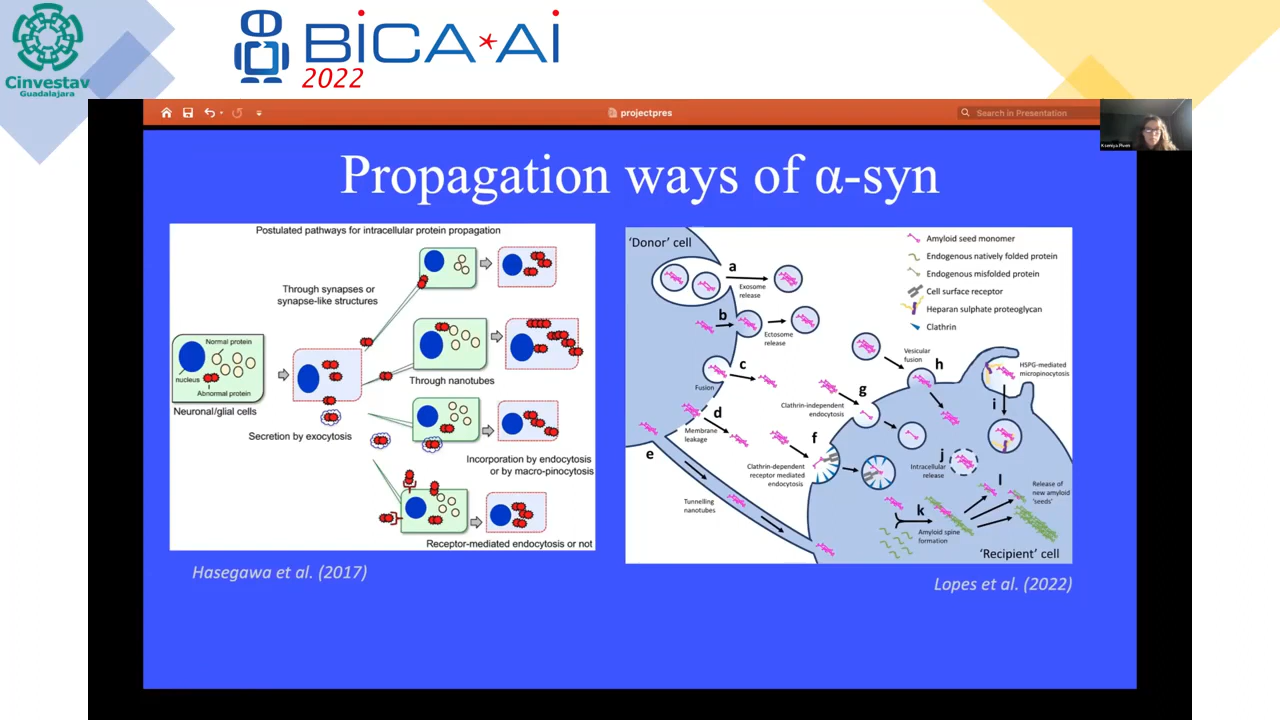 Cinvestav
Guadalajara
BiCA*Ai
2022
projectpres
Search in Presentation
Kseniya Piven
Propagation ways of α-syn
Postulated pathways for intracellular protein propagation
Through synapses or
synapse-like structures
Normal protein
nucleus
Abnormal protein
Neuronal/glial cells
Through nanotubes
Secretion by exocytosis
Incorporation by endocytosis
or by macro-pinocytosis
Receptor-mediated endocytosis or not
Hasegawa et al. (2017)
'Donor' cell
a
Exosome
release
b
Ectosome
release
c
Fusion
d
Membrane
leakage
e
Tunnelling
nanotubes
f
Clathrin-dependent
receptor mediated
endocytosis
g
Clathrin-independent
endocytosis
h
Vesicular
fusion
HSPG-mediated
micropinocytosis
i
j
Intracellular
release
k
Amyloid spine
formation
l
Release of
new amyloid
'seeds'
'Recipient' cell
Amyloid seed monomer
Endogenous natively folded protein
Endogenous misfolded protein
Cell surface receptor
Heparan sulphate proteoglycan
Clathrin
Lopes et al. (2022)